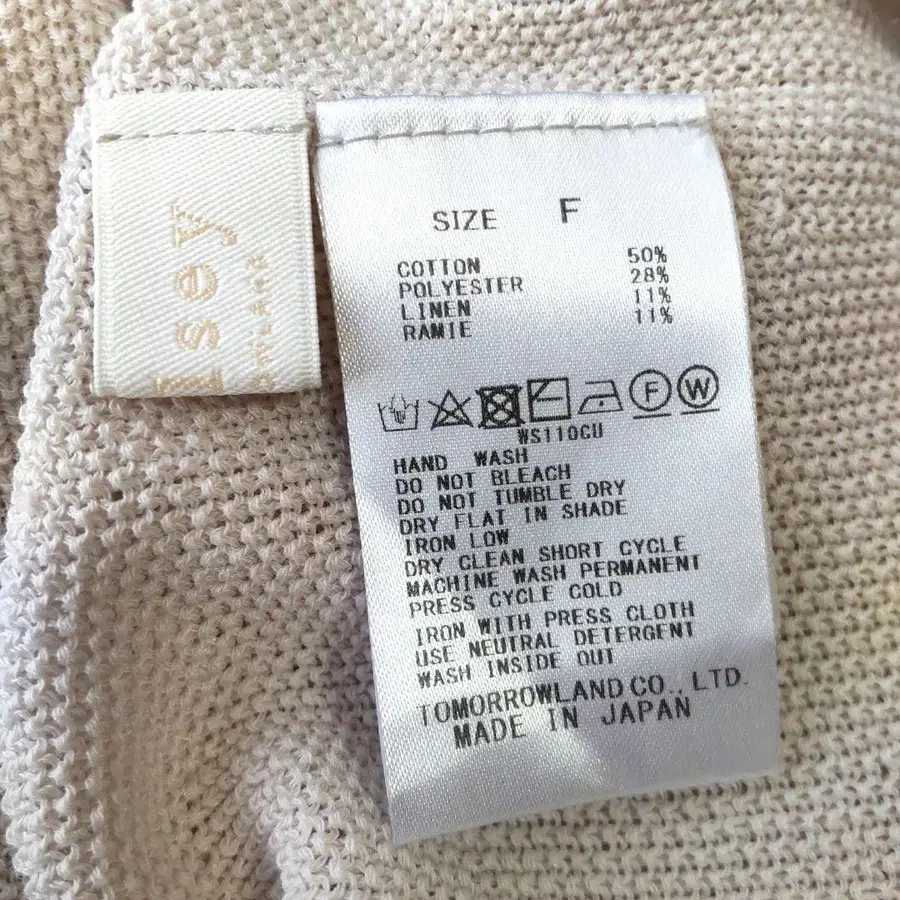 SIZE F
COTTON 50%
POLYESTER 28%
LINEN 11%
RAMIE 11%
F W
WS110CU
HAND WASH
DO NOT BLEACH
DO NOT TUMBLE DRY
DRY FLAT IN SHADE
IRON LOW
DRY CLEAN SHORT CYCLE
MACHINE WASH PERMANENT
PRESS CYCLE COLD
IRON WITH PRESS CLOTH
USE NEUTRAL DETERGENT
WASH INSIDE OUT
TOMORROWLAND CO., LTD.
MADE IN JAPAN